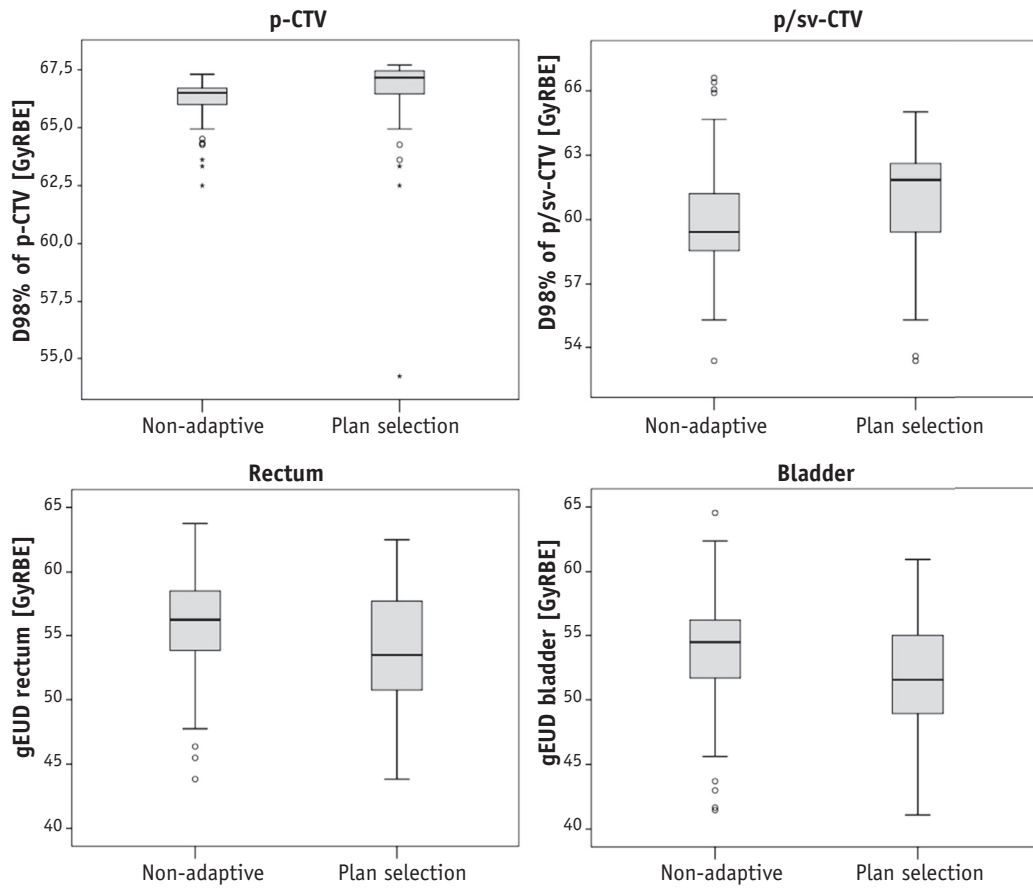 p-CTV
D98% of p-CTV [GyRBE]
67,5
65,0
62,5
60,0
57,5
55,0
Non-adaptive
Plan selection
p/sv-CTV
D98% of p/sv-CTV [GyRBE]
66
63
60
57
54
Non-adaptive
Plan selection
Rectum
gEUD rectum [GyRBE]
65
60
55
50
45
40
Non-adaptive
Plan selection
Bladder
gEUD bladder [GyRBE]
65
60
55
50
45
40
Non-adaptive
Plan selection